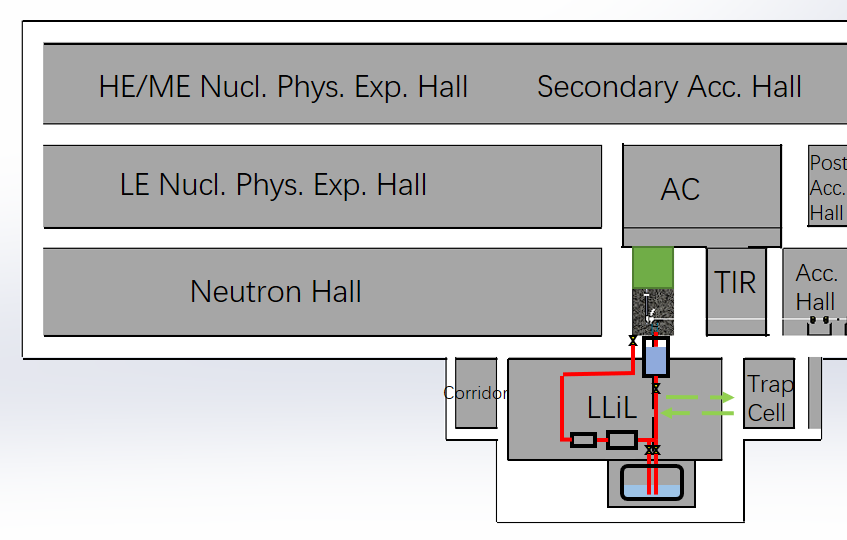 HE/ME Nucl. Phys. Exp. Hall
Secondary Acc. Hall
LE Nucl. Phys. Exp. Hall
AC
Post
Acc.
Hall
Neutron Hall
TIR
Acc.
Hall
Corridor
LLiL
Trap
Cell